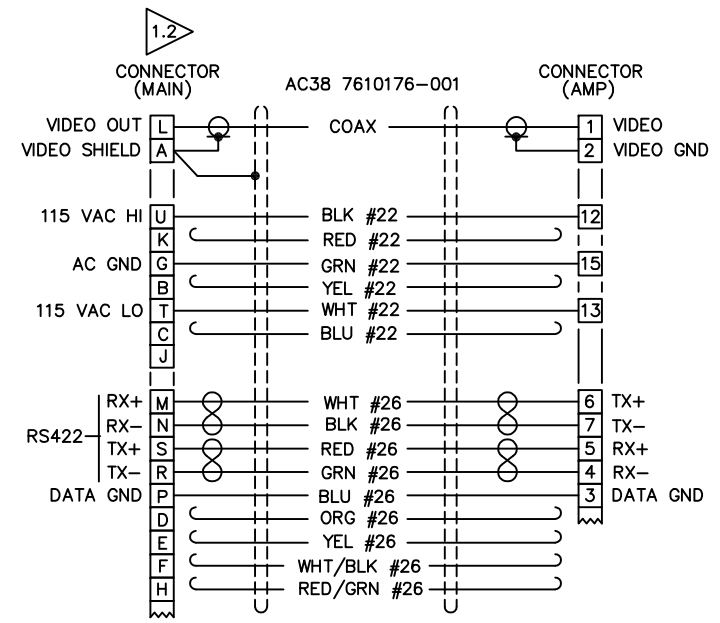 1.2
CONNECTOR (MAIN)
AC38 7610176-001
CONNECTOR (AMP)
VIDEO OUT L COAX 1 VIDEO
VIDEO SHIELD A 2 VIDEO GND
115 VAC HI U BLK #22 12
K RED #22
AC GND G GRN #22 15
B YEL #22
115 VAC LO T WHT #22 13
C BLU #22
J
RS422
RX+ M WHT #26 6 TX+
RX- N BLK #26 7 TX-
TX+ S RED #26 5 RX+
TX- R GRN #26 4 RX-
DATA GND P BLU #26 3 DATA GND
D ORG #26
E YEL #26
F WHT/BLK #26
H RED/GRN #26